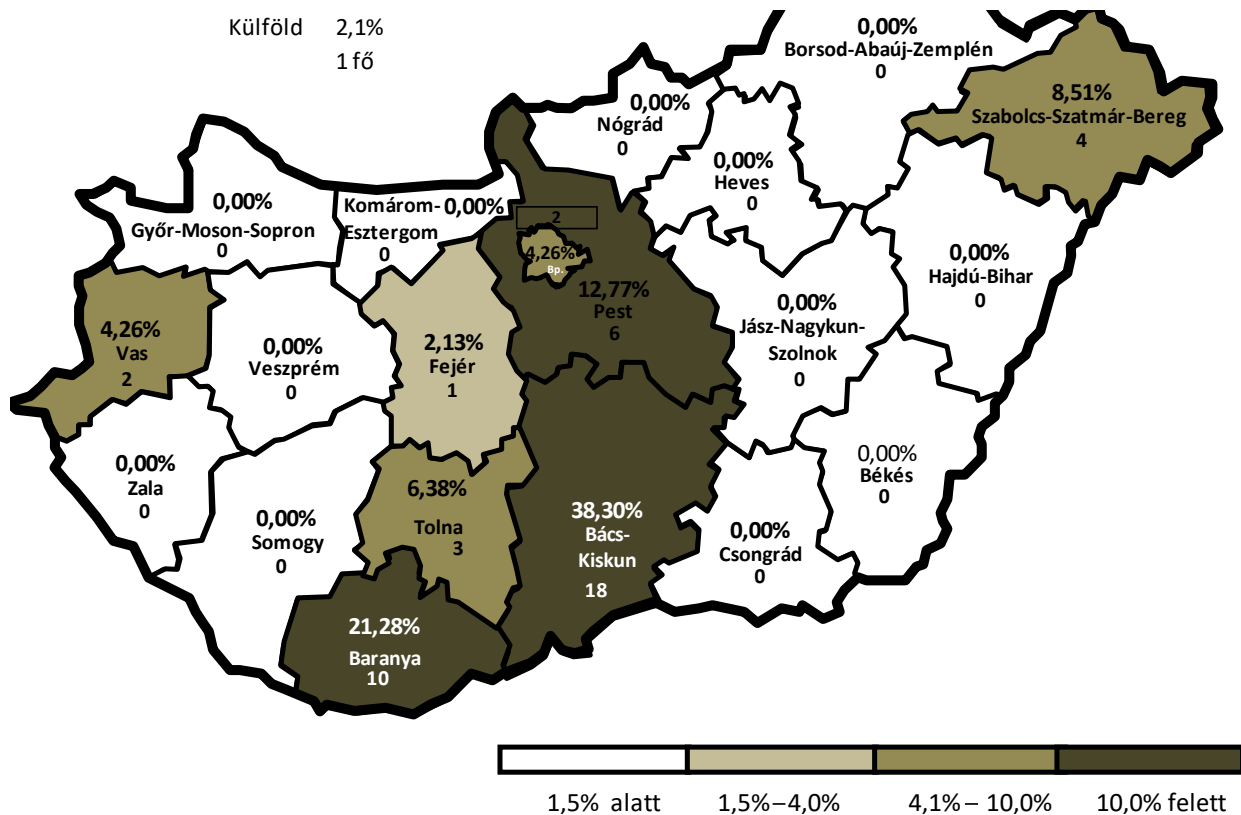 Külföld 2,1%
1 fő
0,00%
Borsod-Abaúj-Zemplén
0
8,51%
Szabolcs-Szatmár-Bereg
4
0,00%
Nógrád
0
0,00%
Heves
0
0,00%
Győr-Moson-Sopron
0
Komárom- 0,00%
Esztergom
0
2
4,26%
Bp.
12,77%
Pest
6
0,00%
Hajdú-Bihar
0
4,26%
Vas
2
0,00%
Veszprém
0
2,13%
Fejér
1
0,00%
Jász-Nagykun-
Szolnok
0
0,00%
Zala
0
0,00%
Somogy
0
6,38%
Tolna
3
38,30%
Bács-
Kiskun
18
0,00%
Csongrád
0
0,00%
Békés
0
21,28%
Baranya
10
1,5% alatt 1,5%–4,0% 4,1% – 10,0% 10,0% felett